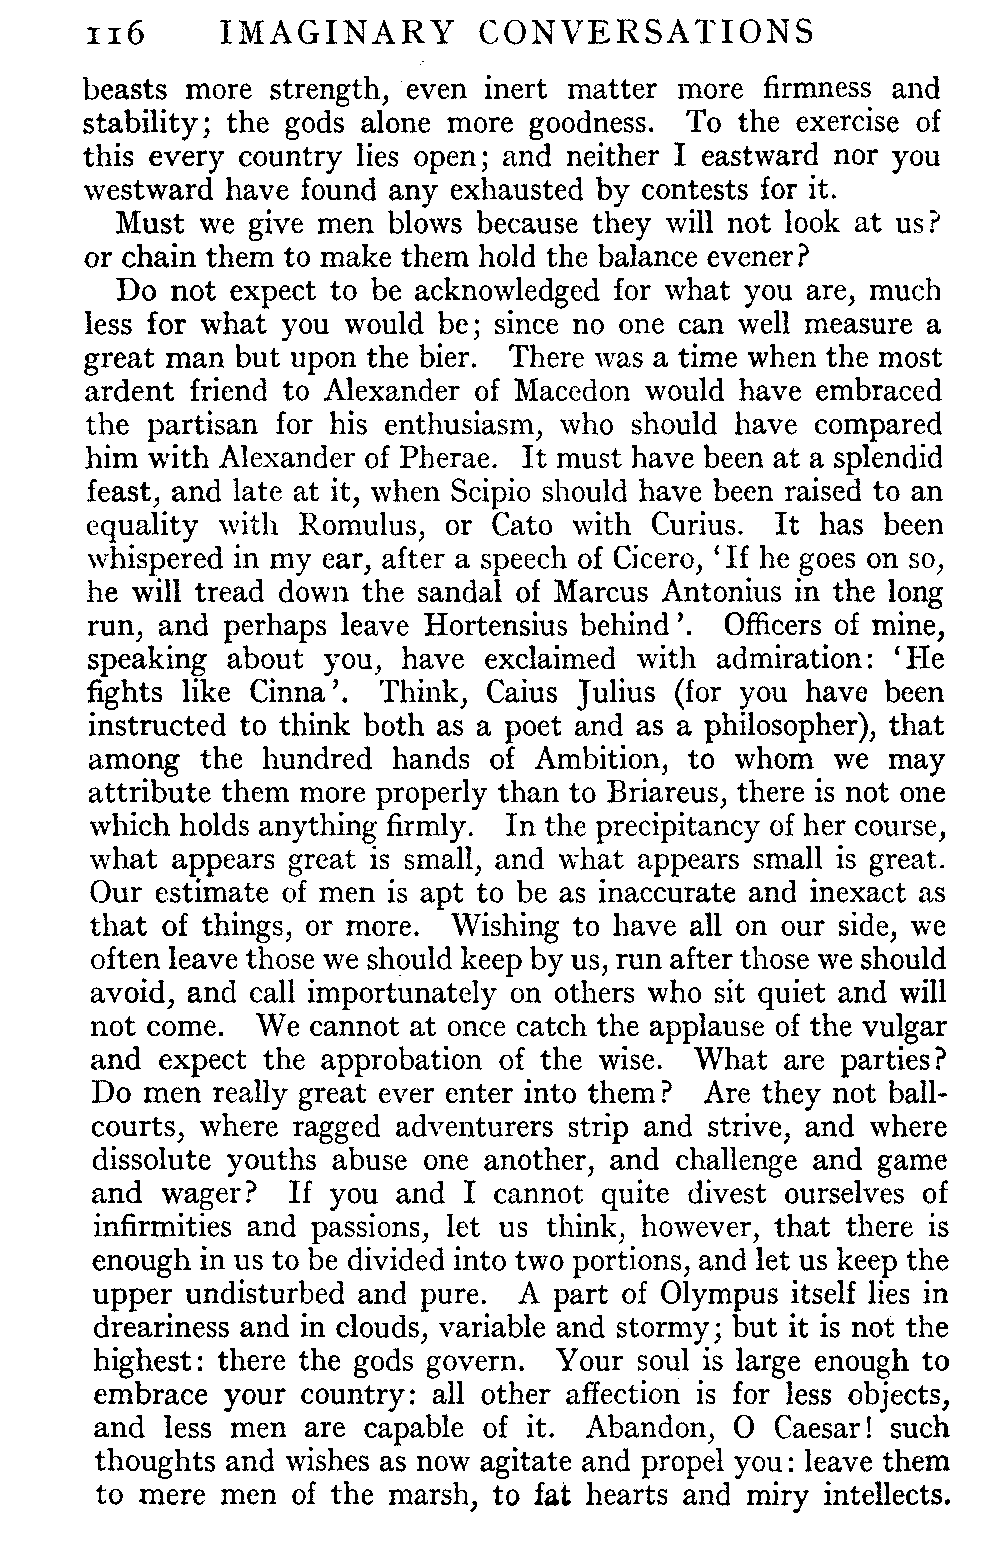 116 IMAGINARY CONVERSATIONS
beasts more strength, even inert matter more firmness and
stability; the gods alone more goodness. To the exercise of
this every country lies open; and neither I eastward nor you
westward have found any exhausted by contests for it.
Must we give men blows because they will not look at us?
or chain them to make them hold the balance evener?
Do not expect to be acknowledged for what you are, much
less for what you would be; since no one can well measure a
great man but upon the bier. There was a time when the most
ardent friend to Alexander of Macedon would have embraced
the partisan for his enthusiasm, who should have compared
him with Alexander of Pherae. It must have been at a splendid
feast, and late at it, when Scipio should have been raised to an
equality with Romulus, or Cato with Curius. It has been
whispered in my ear, after a speech of Cicero, ‘If he goes on so,
he will tread down the sandal of Marcus Antonius in the long
run, and perhaps leave Hortensius behind’. Officers of mine,
speaking about you, have exclaimed with admiration: ‘He
fights like Cinna’. Think, Caius Julius (for you have been
instructed to think both as a poet and as a philosopher), that
among the hundred hands of Ambition, to whom we may
attribute them more properly than to Briareus, there is not one
which holds anything firmly. In the precipitancy of her course,
what appears great is small, and what appears small is great.
Our estimate of men is apt to be as inaccurate and inexact as
that of things, or more. Wishing to have all on our side, we
often leave those we should keep by us, run after those we should
avoid, and call importunately on others who sit quiet and will
not come. We cannot at once catch the applause of the vulgar
and expect the approbation of the wise. What are parties?
Do men really great ever enter into them? Are they not ball-
courts, where ragged adventurers strip and strive, and where
dissolute youths abuse one another, and challenge and game
and wager? If you and I cannot quite divest ourselves of
infirmities and passions, let us think, however, that there is
enough in us to be divided into two portions, and let us keep the
upper undisturbed and pure. A part of Olympus itself lies in
dreariness and in clouds, variable and stormy; but it is not the
highest: there the gods govern. Your soul is large enough to
embrace your country: all other affection is for less objects,
and less men are capable of it. Abandon, O Caesar! such
thoughts and wishes as now agitate and propel you: leave them
to mere men of the marsh, to fat hearts and miry intellects.